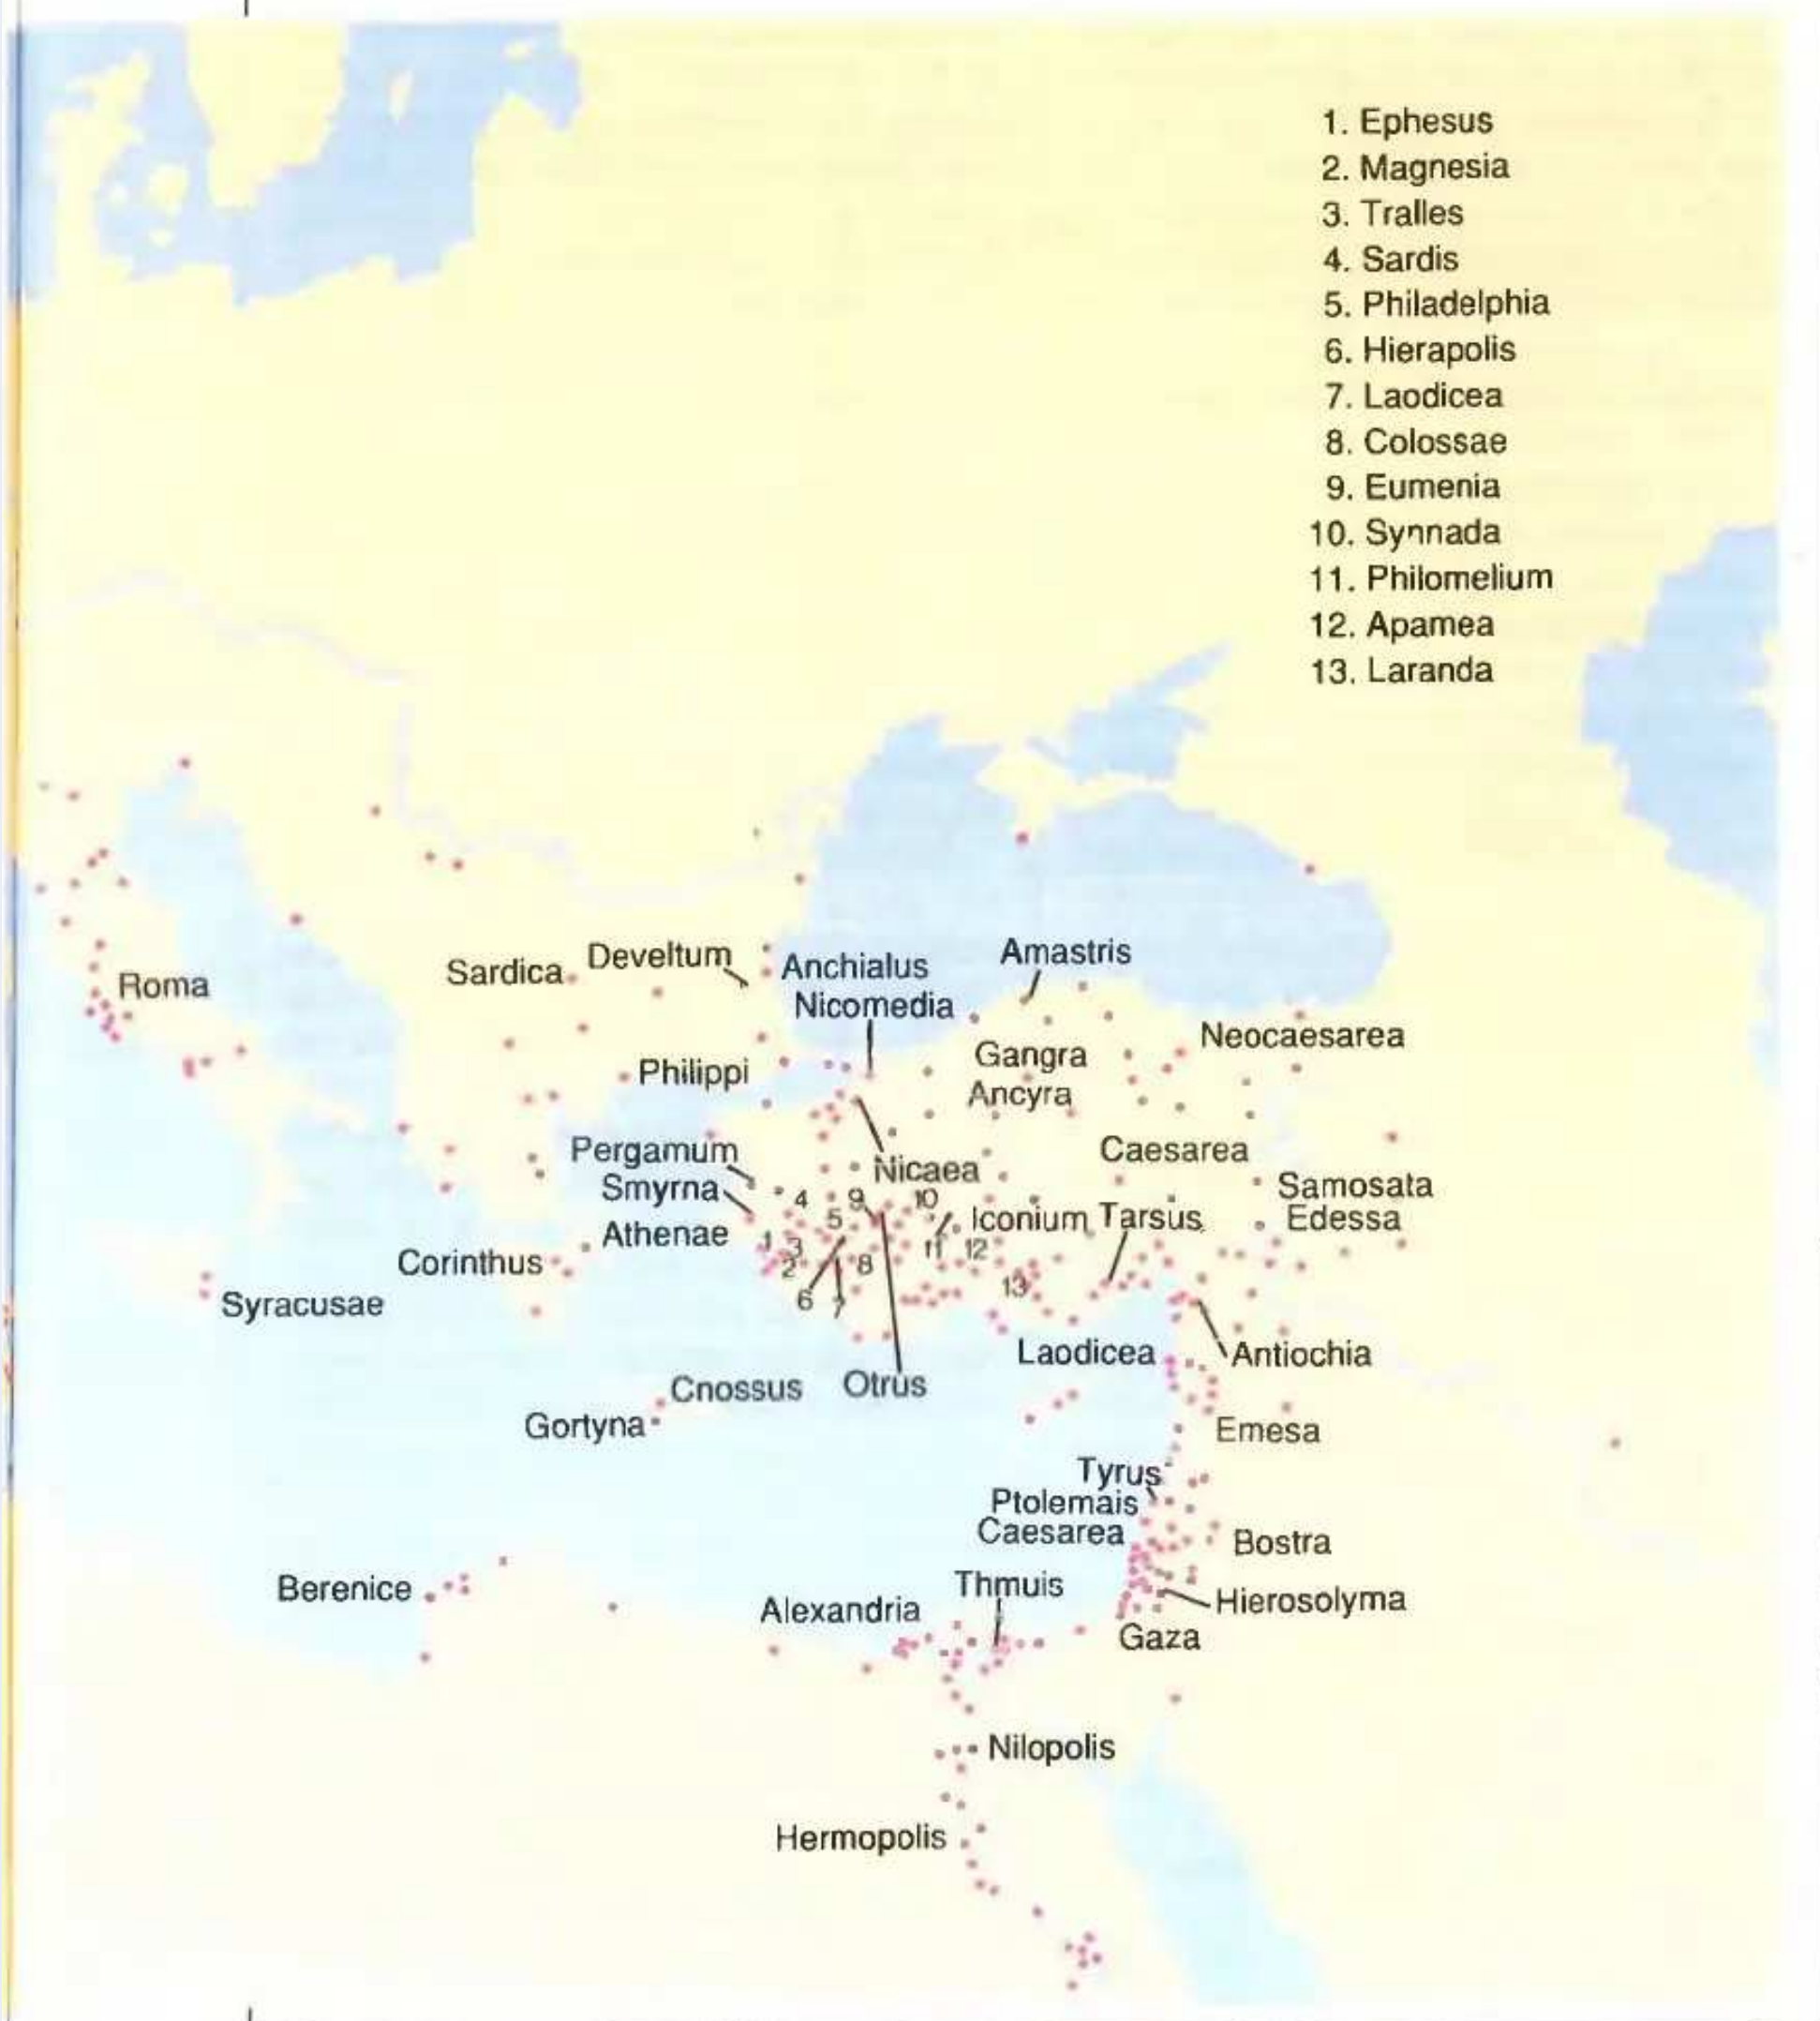 1. Ephesus
2. Magnesia
3. Tralles
4. Sardis
5. Philadelphia
6. Hierapolis
7. Laodicea
8. Colossae
9. Eumenia
10. Synnada
11. Philomelium
12. Apamea
13. Laranda
Amastris
Develtum
Anchialus
Sardica
Roma
Nicomedia
Neocaesarea
Gangra
Philippi
Ancyra
Pergamum
Caesarea
Nicaea
Smyrna
Samosata
4
9
10
Iconium
Tarsus
Edessa
5
Athenae
1
3
11
12
Corinthus
2
8
13
6
7
Syracusae
Laodicea
Antiochia
Cnossus
Otrus
Gortyna
Emesa
Tyrus
Ptolemais
Caesarea
Bostra
Thmuis
Berenice
Hierosolyma
Alexandria
Gaza
Nilopolis
Hermopolis